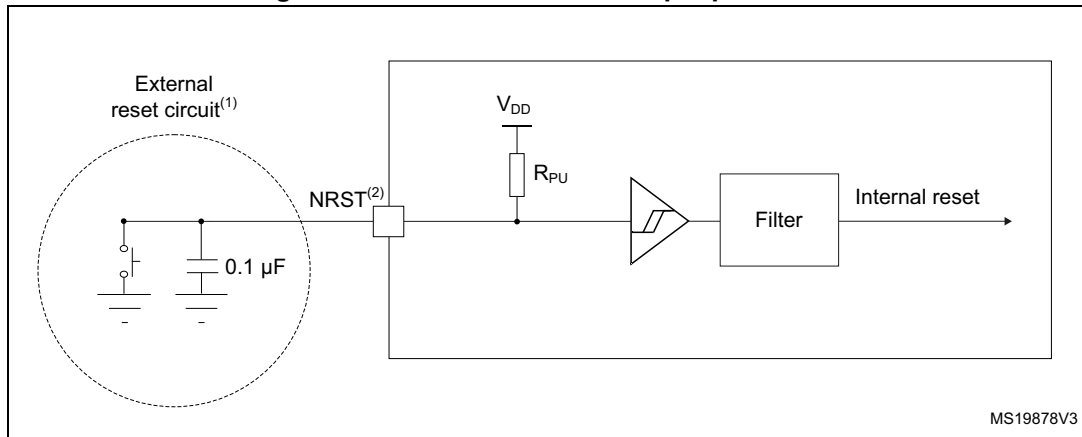 External
reset circuit(1)
VDD
RPU
NRST(2)
Filter
Internal reset
0.1 µF
MS19878V3